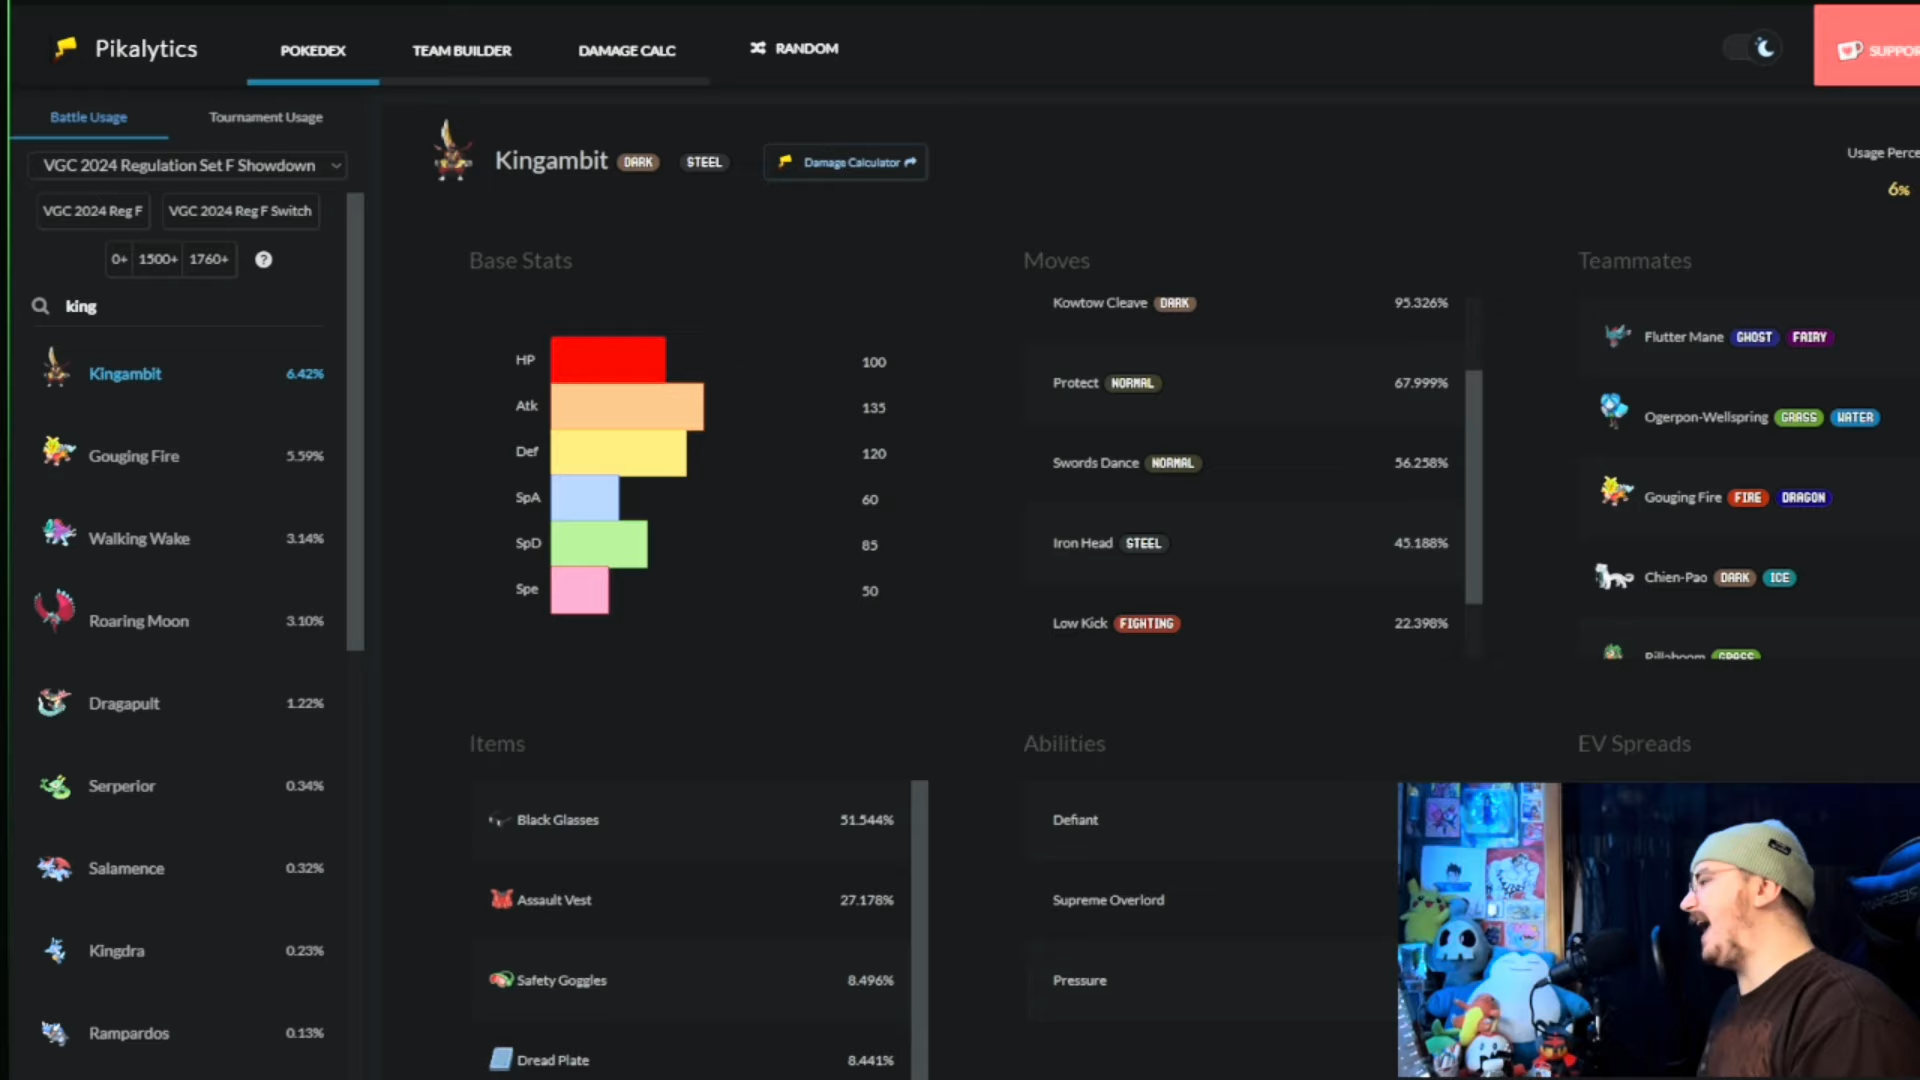 Pikalytics
POKEDEX
TEAM BUILDER
DAMAGE CALC
RANDOM
SUPPOR
Battle Usage
Tournament Usage
VGC 2024 Regulation Set F Showdown
VGC 2024 Reg F
VGC 2024 Reg F Switch
0+
1500+
1760+
?
king
Kingambit
6.42%
Gouging Fire
5.59%
Walking Wake
3.14%
Roaring Moon
3.10%
Dragapult
1.22%
Serperior
0.34%
Salamence
0.32%
Kingdra
0.23%
Rampardos
0.13%
Kingambit DARK STEEL
Damage Calculator
Usage Perce
6%
Base Stats
HP 100
Atk 135
Def 120
SpA 60
SpD 85
Spe 50
Moves
Kowtow Cleave DARK 95.326%
Protect NORMAL 67.999%
Swords Dance NORMAL 56.258%
Iron Head STEEL 45.188%
Low Kick FIGHTING 22.398%
Teammates
Flutter Mane GHOST FAIRY
Ogerpon-Wellspring GRASS WATER
Gouging Fire FIRE DRAGON
Chien-Pao DARK ICE
Rillaboom GRASS
Items
Black Glasses 51.544%
Assault Vest 27.178%
Safety Goggles 8.496%
Dread Plate 8.441%
Abilities
Defiant
Supreme Overlord
Pressure
EV Spreads